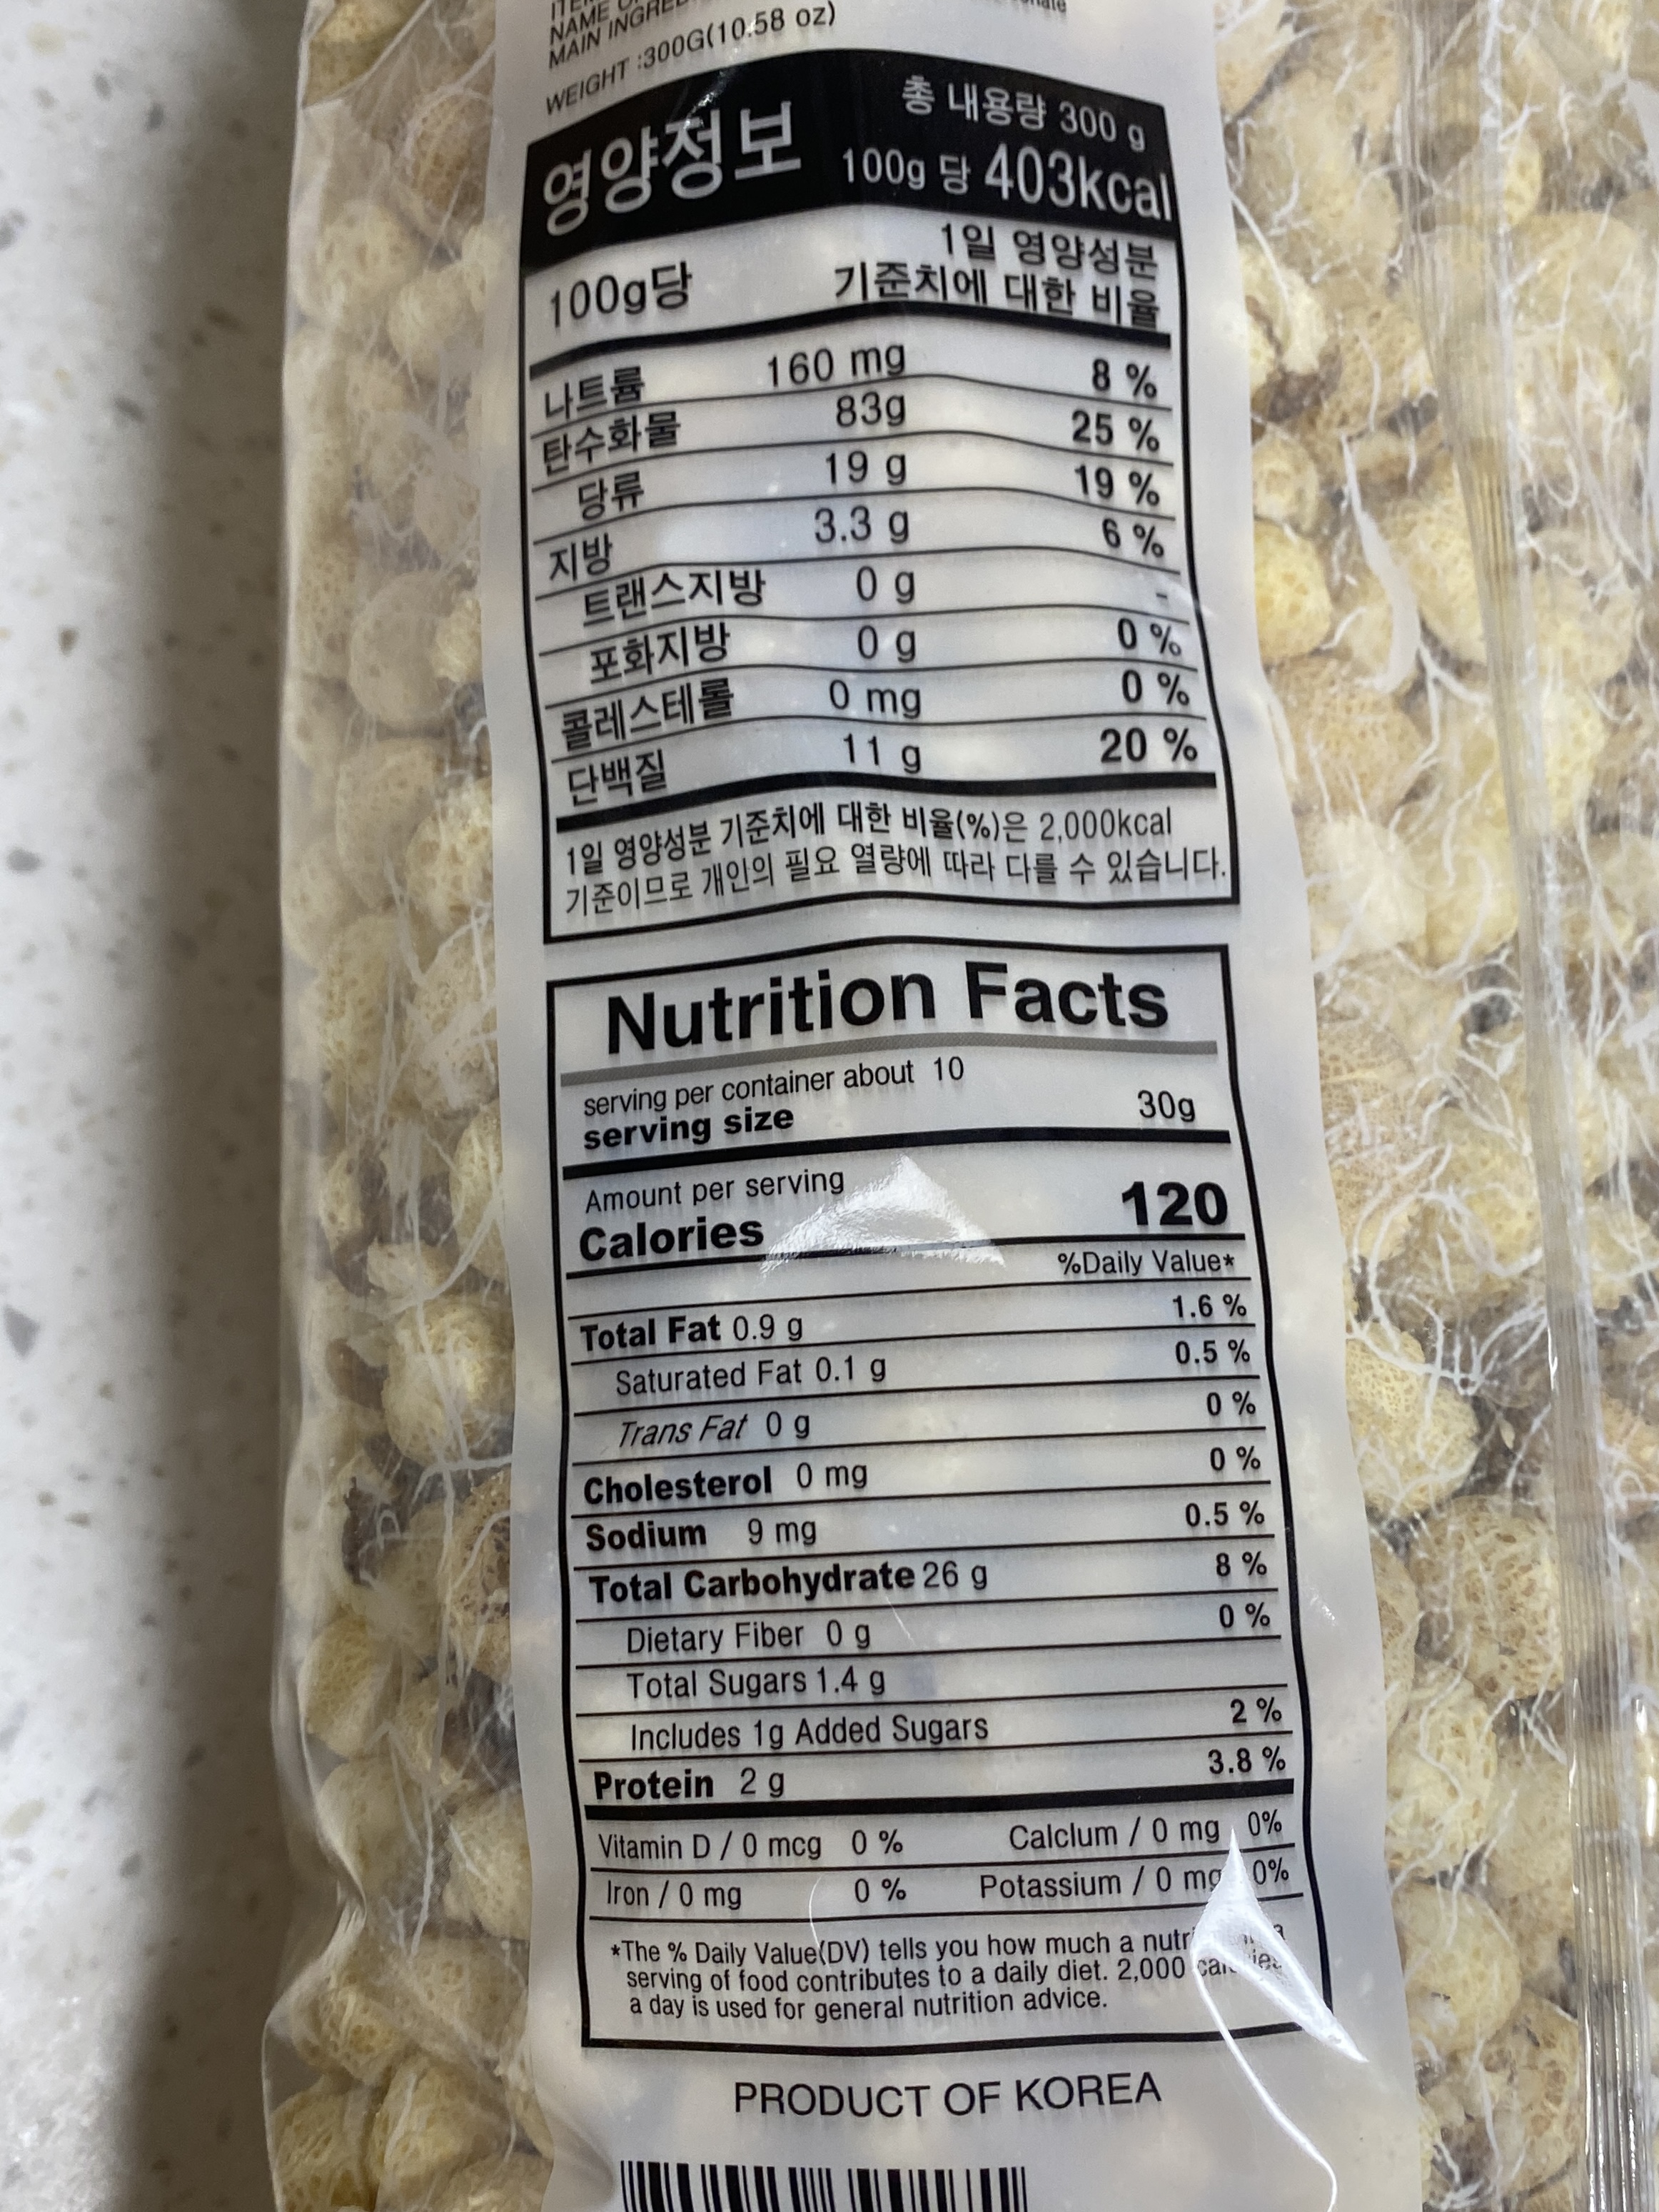 NAME
MAIN
WEIGHT :300G(10.58 oz)
영양정보
총 내용량 300 g
100g 당 403kcal
100g당
1일 영양성분
기준치에 대한 비율
나트륨 160 mg 8 %
탄수화물 83g 25 %
당류 19 g 19 %
지방 3.3 g 6 %
트랜스지방 0 g -
포화지방 0 g 0 %
콜레스테롤 0 mg 0 %
단백질 11 g 20 %
1일 영양성분 기준치에 대한 비율(%)은 2,000kcal
기준이므로 개인의 필요 열량에 따라 다를 수 있습니다.
Nutrition Facts
serving per container about 10
serving size 30g
Amount per serving
Calories 120
%Daily Value*
Total Fat 0.9 g 1.6 %
Saturated Fat 0.1 g 0.5 %
Trans Fat 0 g 0 %
Cholesterol 0 mg 0 %
Sodium 9 mg 0.5 %
Total Carbohydrate 26 g 8 %
Dietary Fiber 0 g 0 %
Total Sugars 1.4 g
Includes 1g Added Sugars 2 %
Protein 2 g 3.8 %
Vitamin D / 0 mcg 0 % Calclum / 0 mg 0%
Iron / 0 mg 0 % Potassium / 0 mg 0%
*The % Daily Value(DV) tells you how much a
serving of food contributes to a daily diet. 2,000
a day is used for general nutrition advice.
PRODUCT OF KOREA